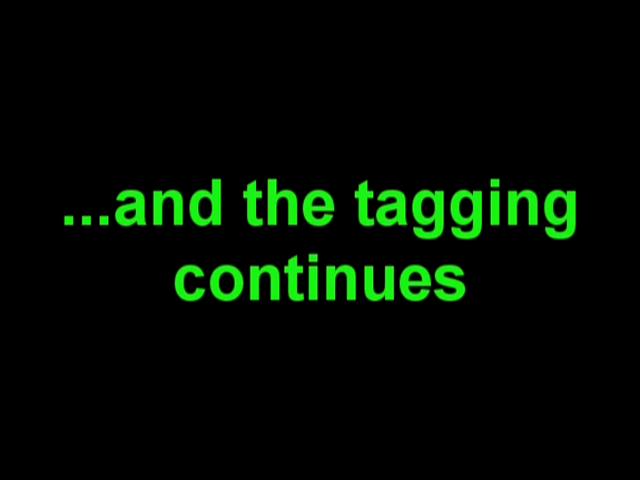 ...and the tagging
continues